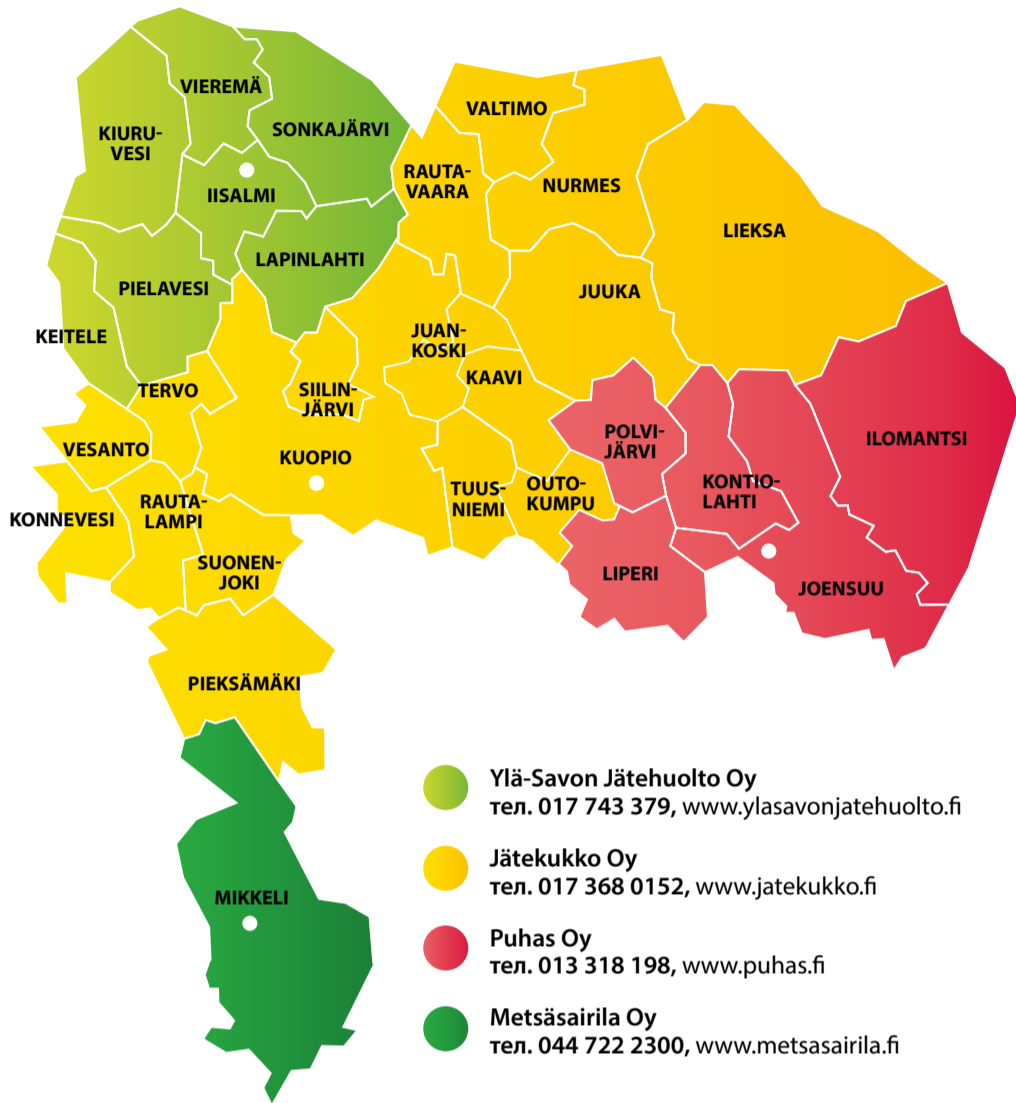 VIEREMÄ
KIURU-
VESI
SONKAJÄRVI
IISALMI
LAPINLAHTI
PIELAVESI
KEITELE
VALTIMO
RAUTA-
VAARA
NURMES
LIEKSA
JUUKA
JUAN-
KOSKI
KAAVI
TERVO
SIILIN-
JÄRVI
VESANTO
KUOPIO
KONNEVESI
RAUTA-
LAMPI
SUONEN-
JOKI
TUUS-
NIEMI
OUTO-
KUMPU
POLVI-
JÄRVI
KONTIO-
LAHTI
ILOMANTSI
LIPERI
JOENSUU
PIEKSÄMÄKI
MIKKELI
Ylä-Savon Jätehuolto Oy
тел. 017 743 379, www.ylasavonjatehuolto.fi
Jätekukko Oy
тел. 017 368 0152, www.jatekukko.fi
Puhas Oy
тел. 013 318 198, www.puhas.fi
Metsäsairila Oy
тел. 044 722 2300, www.metsasairila.fi